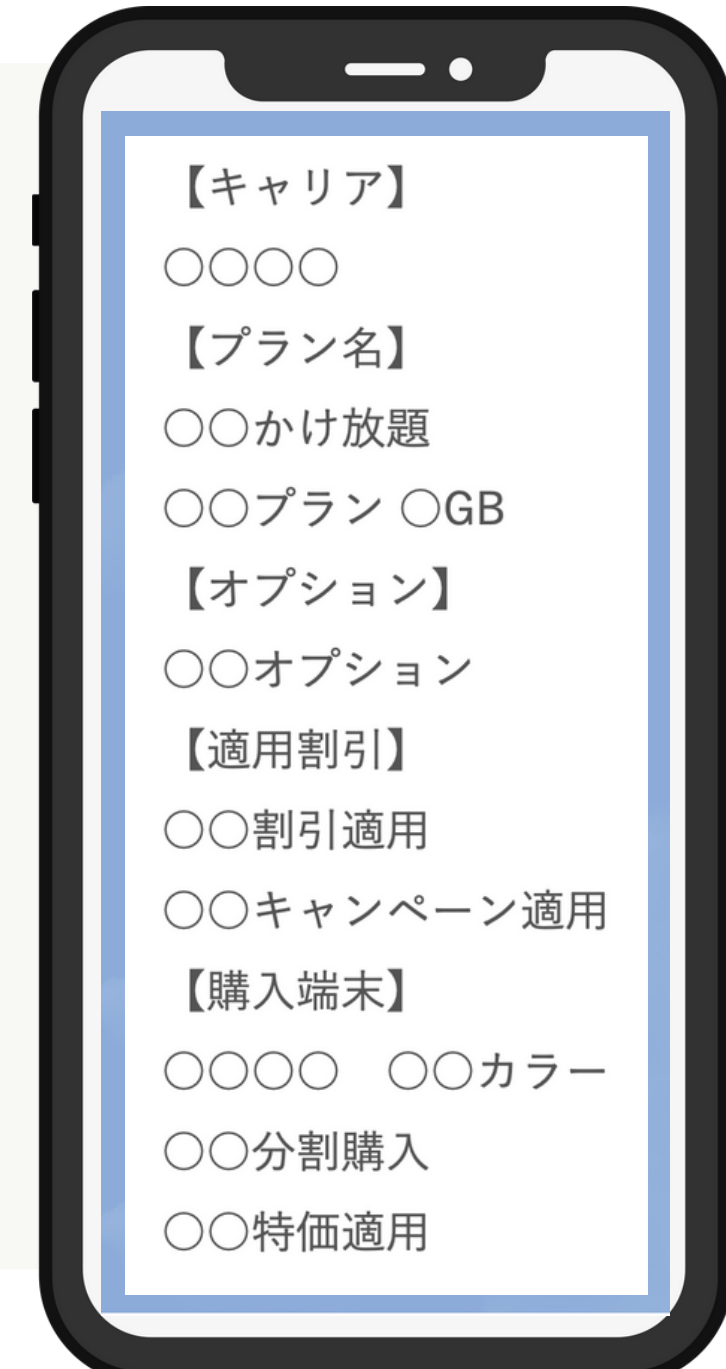 【キャリア】
○○○○
【プラン名】
○○かけ放題
○○プラン ○GB
【オプション】
○○オプション
【適用割引】
○○割引適用
○○キャンペーン適用
【購入端末】
○○○○　○○カラー
○○分割購入
○○特価適用